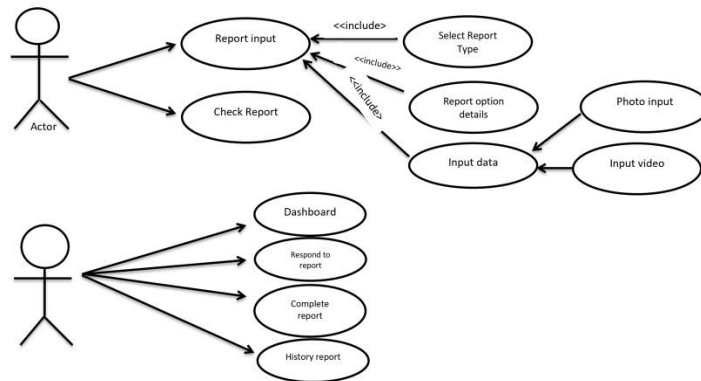 Report input
<<include>
Select Report
Type
<<include>>
Report option
details
<<include>
Check Report
Photo input
Actor
Input data
Input video
Dashboard
Respond to
report
Complete
report
History report